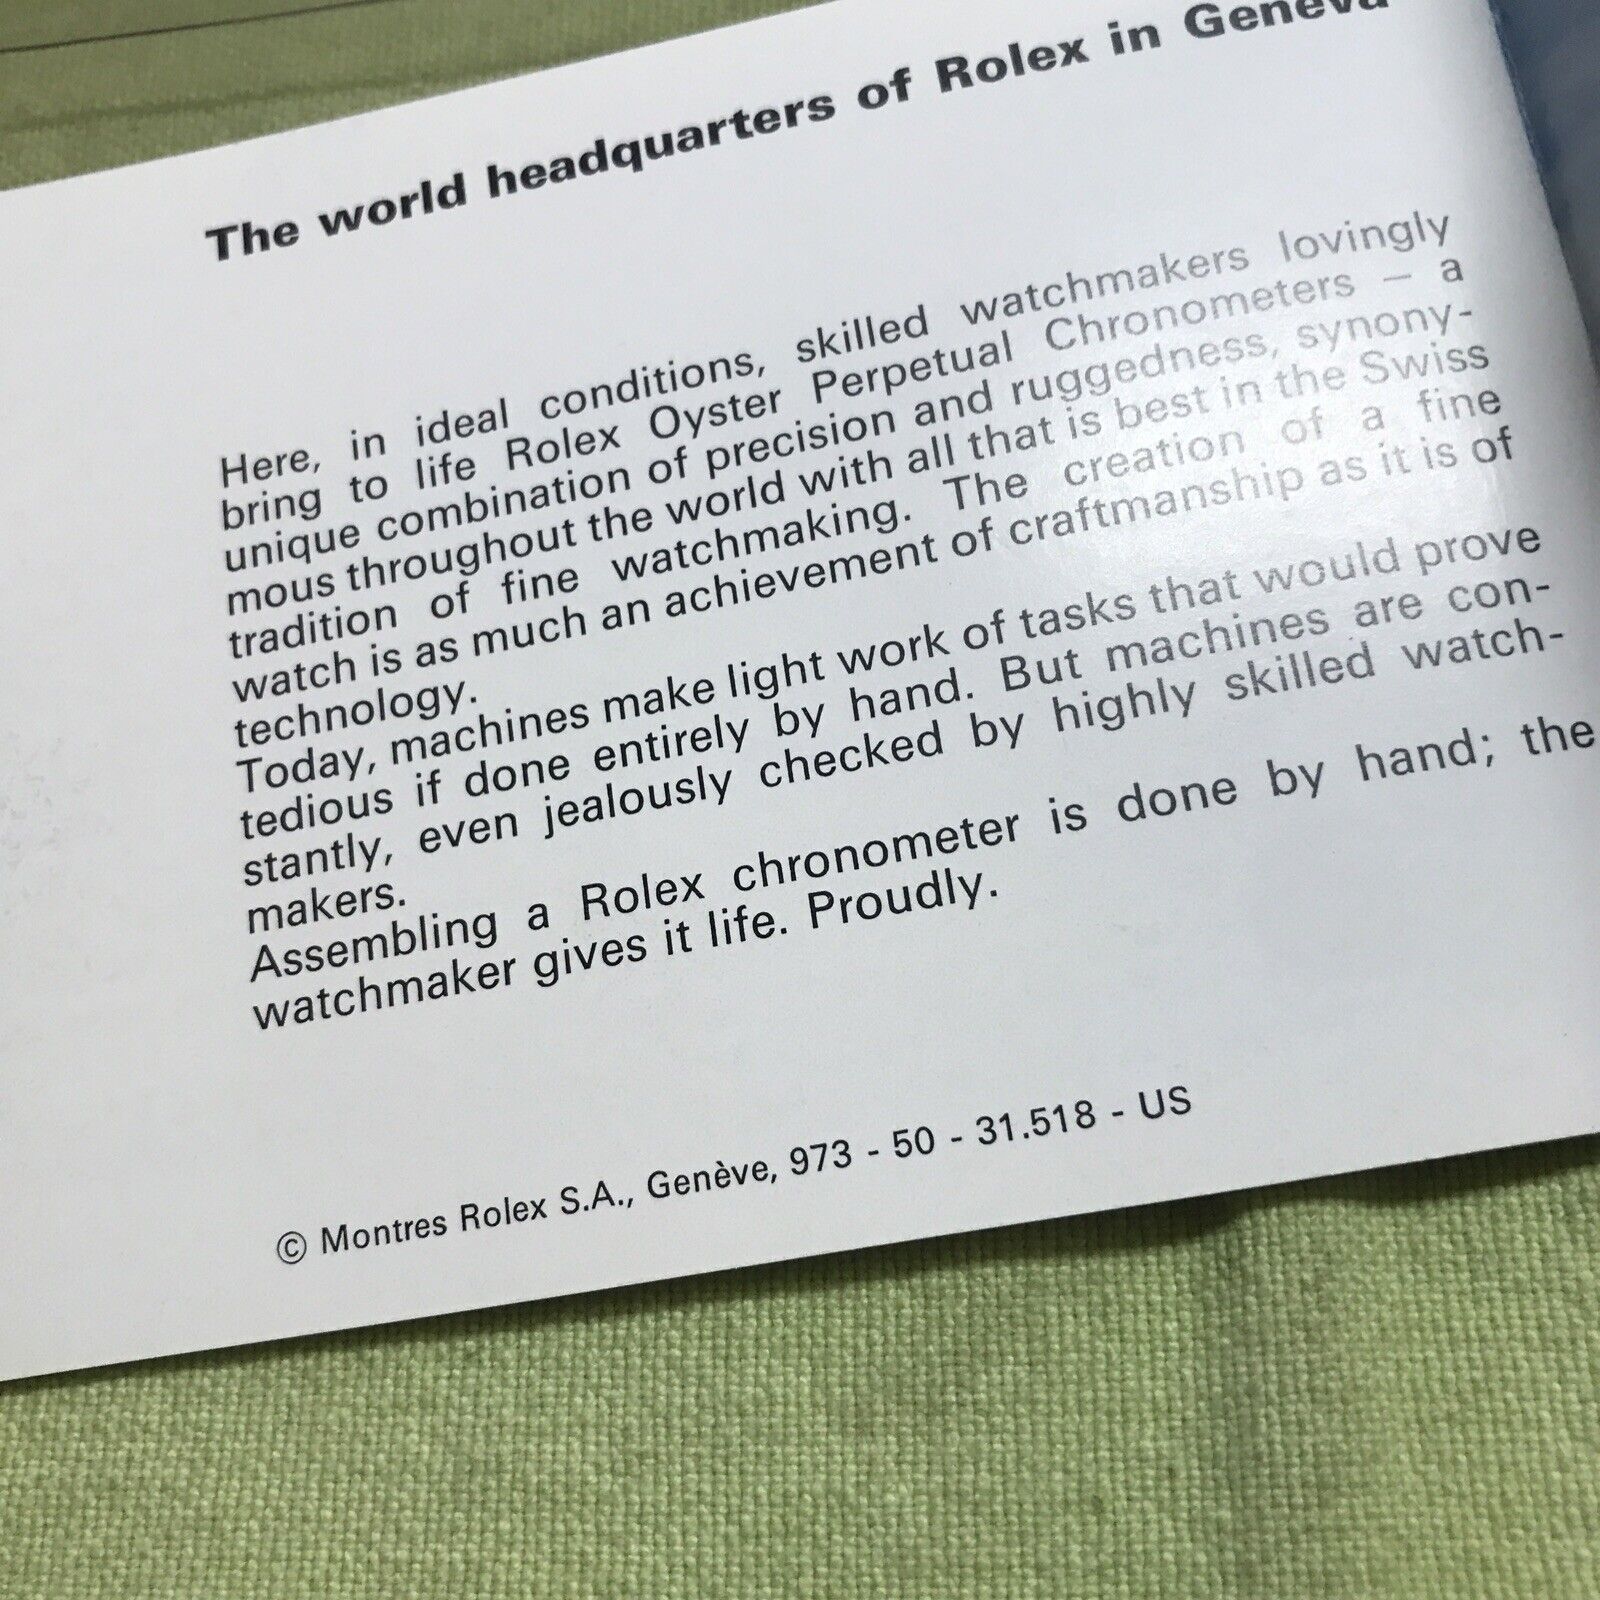 The world headquarters of Rolex in Geneva
Here, in ideal conditions, skilled watchmakers lovingly
bring to life Rolex Oyster Perpetual Chronometers – a
unique combination of precision and ruggedness, synony-
mous throughout the world with all that is best in the Swiss
tradition of fine watchmaking. The creation of a fine
watch is as much an achievement of craftmanship as it is of
technology.
Today, machines make light work of tasks that would prove
tedious if done entirely by hand. But machines are con-
stantly, even jealously checked by highly skilled watch-
makers.
Assembling a Rolex chronometer is done by hand; the
watchmaker gives it life. Proudly.
© Montres Rolex S.A., Genève, 973 - 50 - 31.518 - US